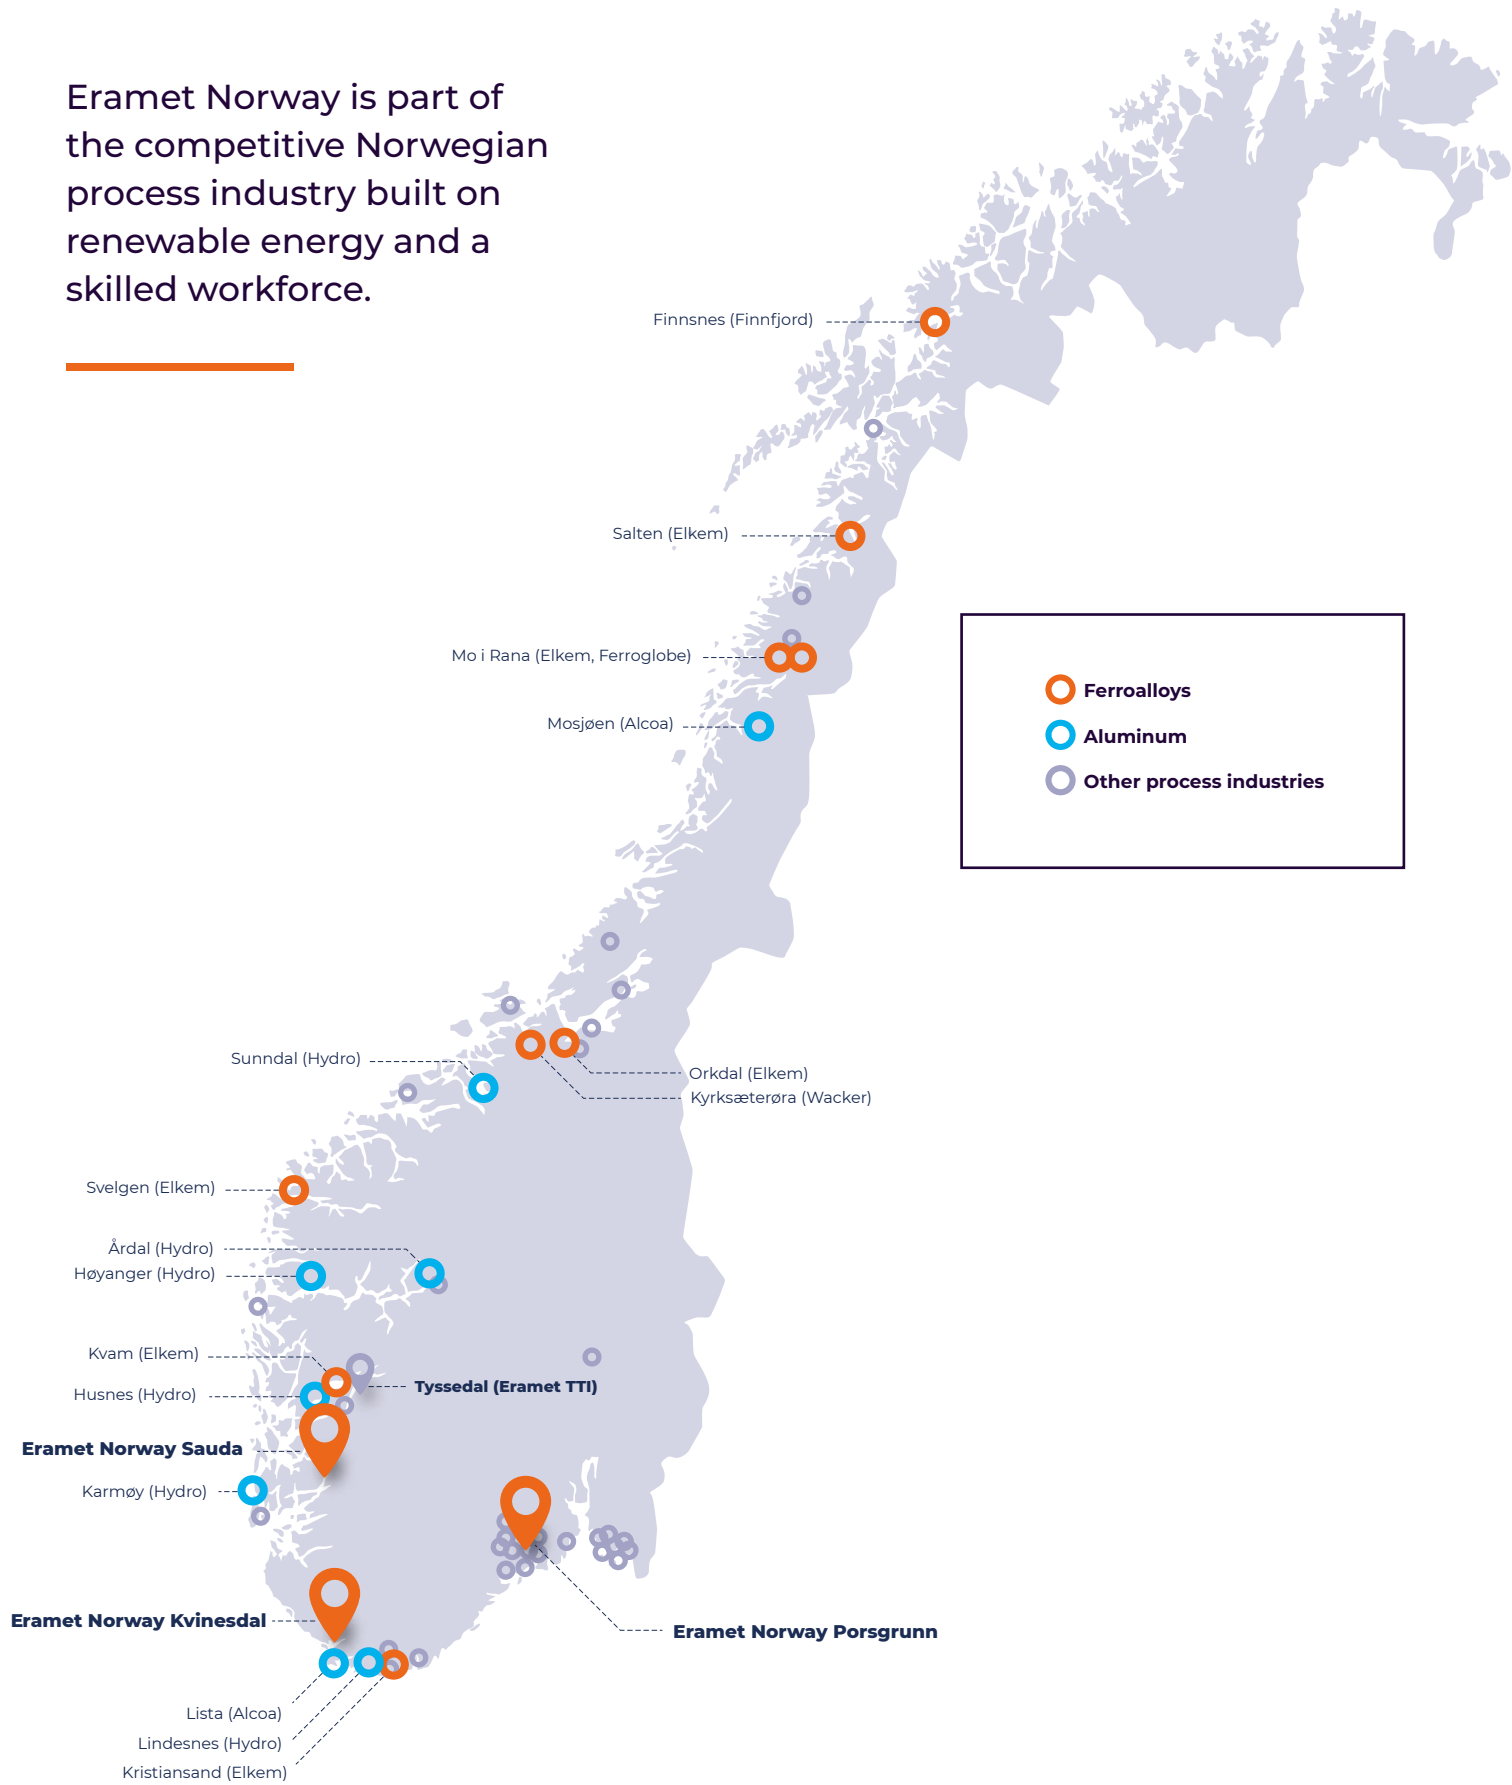 Eramet Norway is part of
the competitive Norwegian
process industry built on
renewable energy and a
skilled workforce.
Finnsnes (Finnfjord)
Salten (Elkem)
Mo i Rana (Elkem, Ferroglobe)
Mosjøen (Alcoa)
Ferroalloys
Aluminum
Other process industries
Sunndal (Hydro)
Orkdal (Elkem)
Kyrksæterøra (Wacker)
Svelgen (Elkem)
Årdal (Hydro)
Høyanger (Hydro)
Kvam (Elkem)
Tyssedal (Eramet TTI)
Husnes (Hydro)
Eramet Norway Sauda
Karmøy (Hydro)
Eramet Norway Kvinesdal
Eramet Norway Porsgrunn
Lista (Alcoa)
Lindesnes (Hydro)
Kristiansand (Elkem)